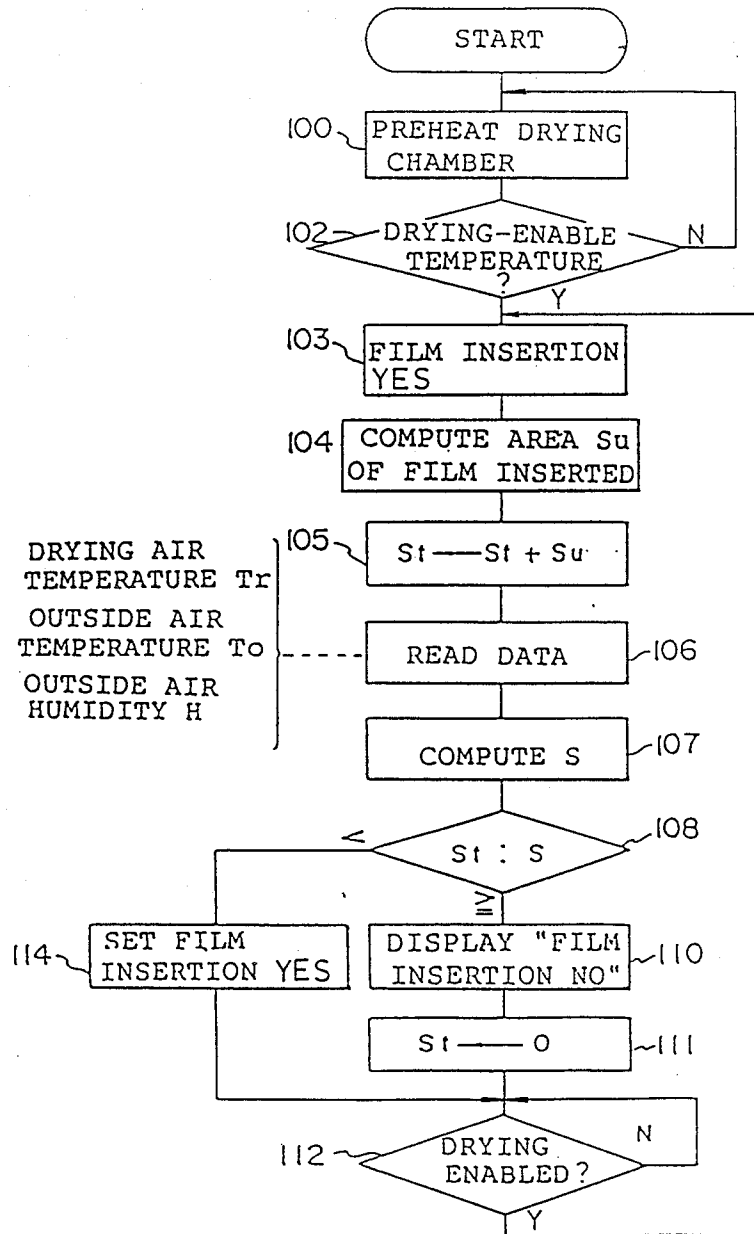 START
100
PREHEAT DRYING
CHAMBER
102
DRYING-ENABLE
TEMPERATURE
?
N
Y
103
FILM INSERTION
YES
104
COMPUTE AREA Su
OF FILM INSERTED
105
St — St + Su
DRYING AIR
TEMPERATURE Tr
OUTSIDE AIR
TEMPERATURE To
OUTSIDE AIR
HUMIDITY H
READ DATA
106
COMPUTE S
107
St : S
108
<
≧
114
SET FILM
INSERTION YES
DISPLAY "FILM
INSERTION NO"
110
St — 0
111
112
DRYING
ENABLED?
N
Y